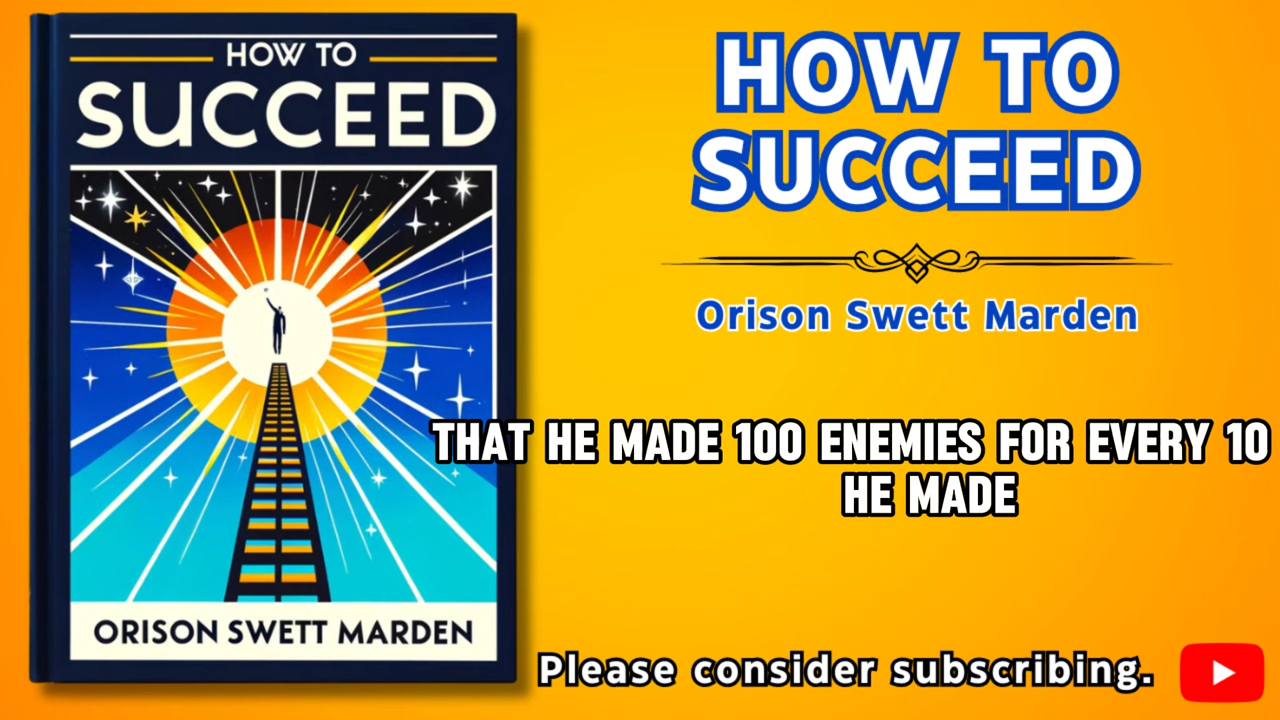 HOW TO
SUCCEED
ORISON SWETT MARDEN
HOW TO
SUCCEED
Orison Swett Marden
THAT HE MADE 100 ENEMIES FOR EVERY 10
HE MADE
Please consider subscribing.